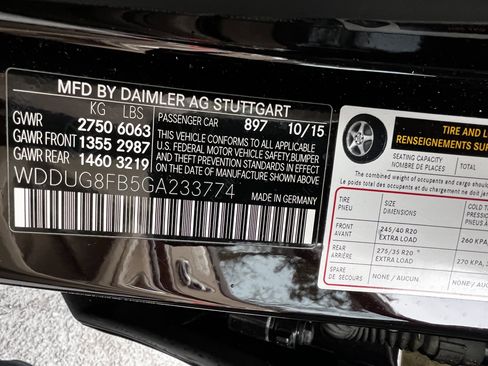 MFD BY DAIMLER AG STUTTGART
KG LBS
GVWR 2750 6063
GAWR FRONT 1355 2987
GAWR REAR 1460 3219
PASSENGER CAR 897 10/15
THIS VEHICLE CONFORMS TO ALL APPLICABLE
U.S. FEDERAL MOTOR VEHICLE SAFETY/BUMPER,
AND THEFT PREVENTION STANDARDS IN EFFECT
ON THE DATE OF MANUFACTURE SHOWN ABOVE
WDDUG8FB5GA233774
MADE IN GERMANY
TIRE AND L
RENSEIGNEMENTS SUR
SEATING CAPACITY
NOMBRE DE PLACES
The combined weight of occupants and cargo should
Le poids total des occupants et du chargement ne doit
TIRE
PNEU
SIZE
DIMENSIONS
COLD
FRONT
AVANT
245/40 R20
EXTRA LOAD
260 KPA,
REAR
ARRIÈRE
275/35 R20
EXTRA LOAD
270 KPA,
SPARE
DE SECOURS
NONE / AUCUN
NONE / AUC